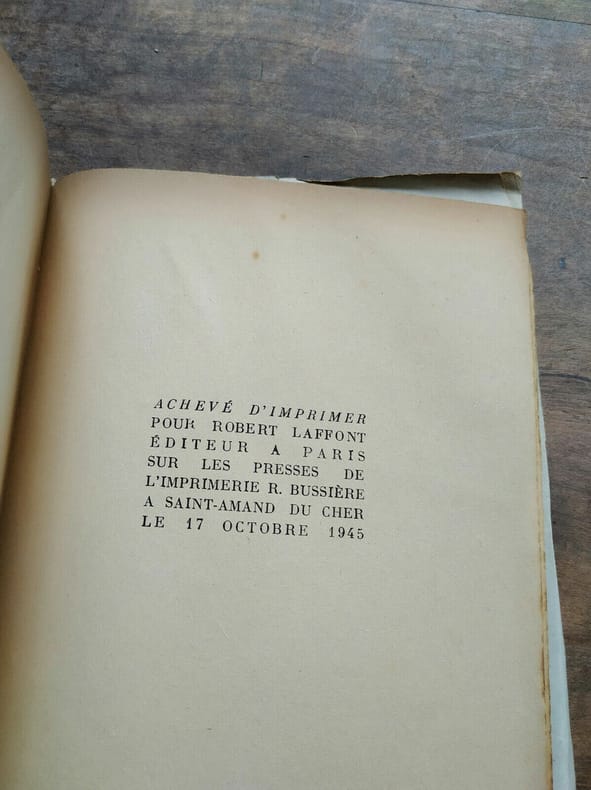 ACHEVÉ D'IMPRIMER
POUR ROBERT LAFFONT
ÉDITEUR A PARIS
SUR LES PRESSES DE
L'IMPRIMERIE R. BUSSIÈRE
A SAINT-AMAND DU CHER
LE 17 OCTOBRE 1945